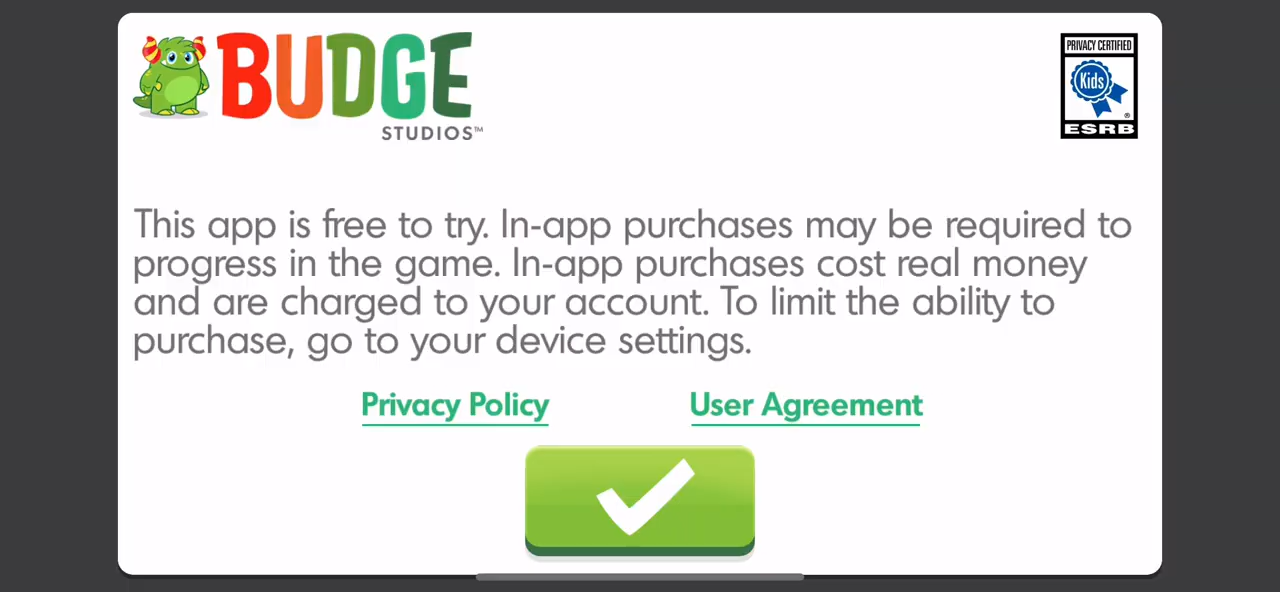 BUDGE
STUDIOS™
PRIVACY CERTIFIED
Kids
®
ESRB
This app is free to try. In-app purchases may be required to
progress in the game. In-app purchases cost real money
and are charged to your account. To limit the ability to
purchase, go to your device settings.
Privacy Policy
User Agreement